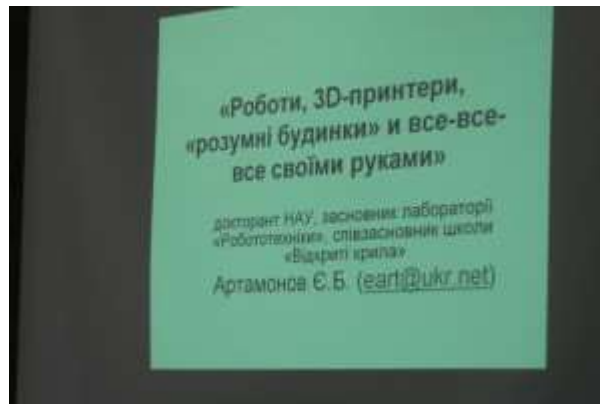 «Роботи, 3D-принтери,
«розумні будинки» и все-все-
все своїми руками»
докторант НАУ, засновник лабораторії
«Робототехніки», співзасновник школи
«Відкриті крила»
Артамонов Є.Б. (eart@ukr.net)